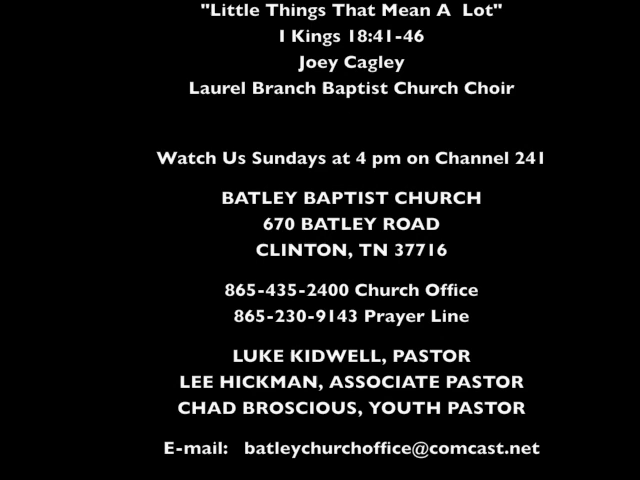 "Little Things That Mean A  Lot"
I Kings 18:41-46
Joey Cagley
Laurel Branch Baptist Church Choir
Watch Us Sundays at 4 pm on Channel 241
BATLEY BAPTIST CHURCH
670 BATLEY ROAD
CLINTON, TN 37716
865-435-2400 Church Office
865-230-9143 Prayer Line
LUKE KIDWELL, PASTOR
LEE HICKMAN, ASSOCIATE PASTOR
CHAD BROSCIOUS, YOUTH PASTOR
E-mail:   batleychurchoffice@comcast.net